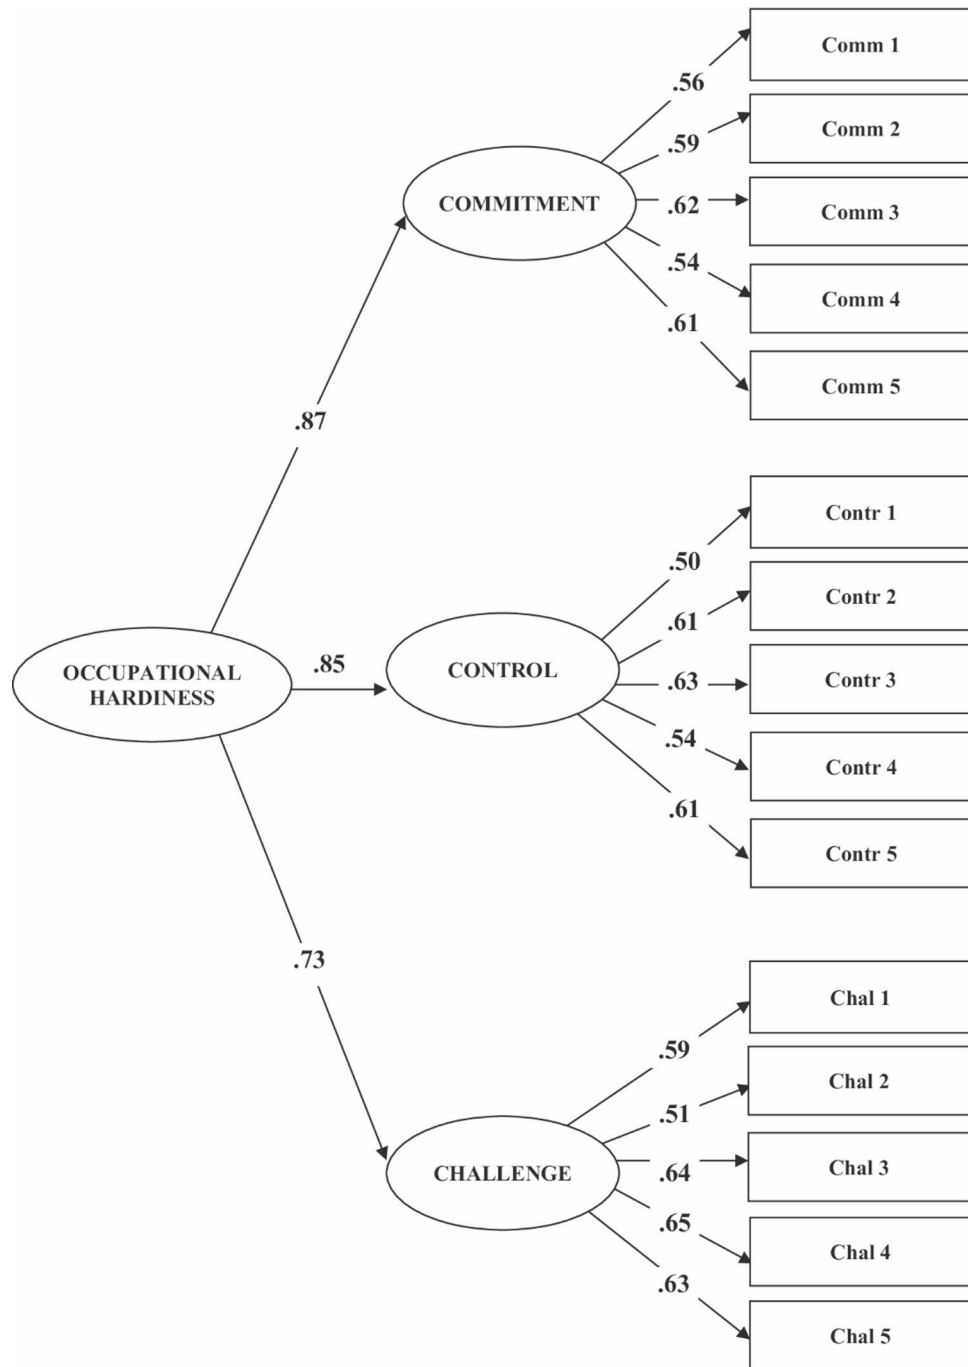 Comm 1
.56
Comm 2
.59
COMMITMENT
.62
Comm 3
.54
Comm 4
.61
Comm 5
.87
Contr 1
.50
Contr 2
.61
OCCUPATIONAL
HARDINESS
.85
CONTROL
.63
Contr 3
.54
Contr 4
.61
Contr 5
.73
Chal 1
.59
Chal 2
.51
CHALLENGE
.64
Chal 3
.65
Chal 4
.63
Chal 5